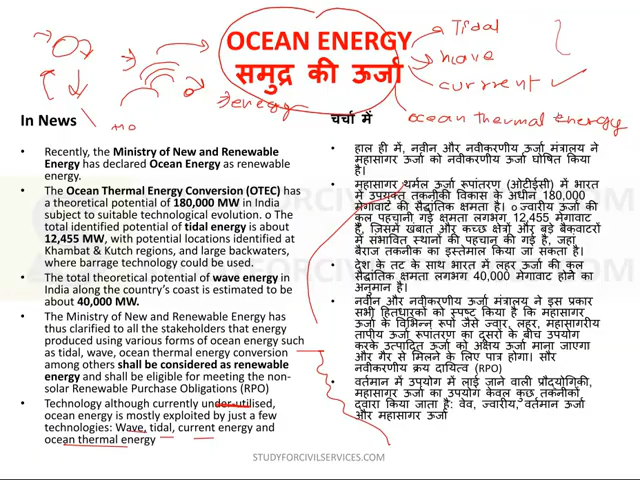 OCEAN ENERGY
समुद्र की ऊर्जा
Tidal
wave
current
ocean thermal energy
energy
mo
In News
• Recently, the Ministry of New and Renewable
Energy has declared Ocean Energy as renewable
energy.
• The Ocean Thermal Energy Conversion (OTEC) has
a theoretical potential of 180,000 MW in India
subject to suitable technological evolution. o The
total identified potential of tidal energy is about
12,455 MW, with potential locations identified at
Khambat & Kutch regions, and large backwaters,
where barrage technology could be used.
• The total theoretical potential of wave energy in
India along the country's coast is estimated to be
about 40,000 MW.
• The Ministry of New and Renewable Energy has
thus clarified to all the stakeholders that energy
produced using various forms of ocean energy such
as tidal, wave, ocean thermal energy conversion
among others shall be considered as renewable
energy and shall be eligible for meeting the non-
solar Renewable Purchase Obligations (RPO)
• Technology although currently under-utilised,
ocean energy is mostly exploited by just a few
technologies: Wave, tidal, current energy and
ocean thermal energy
चर्चा में
• हाल ही में, नवीन और नवीकरणीय ऊर्जा मंत्रालय ने
महासागर ऊर्जा को नवीकरणीय ऊर्जा घोषित किया
है।
• महासागर थर्मल ऊर्जा रूपांतरण (ओटीईसी) में भारत
में उपयुक्त तकनीकी विकास के अधीन 180,000
मेगावाट की सैद्धांतिक क्षमता है। o ज्वारीय ऊर्जा की
कुल पहचानी गई क्षमता लगभग 12,455 मेगावाट
है, जिसमें खंबात और कच्छ क्षेत्रों और बड़े बैकवाटरों
में संभावित स्थानों की पहचान की गई है, जहां
बैराज तकनीक का इस्तेमाल किया जा सकता है।
• देश के तट के साथ भारत में लहर ऊर्जा की कुल
सैद्धांतिक क्षमता लगभग 40,000 मेगावाट होने का
अनुमान है।
• नवीन और नवीकरणीय ऊर्जा मंत्रालय ने इस प्रकार
सभी हितधारकों को स्पष्ट किया है कि महासागर
ऊर्जा के विभिन्न रूपों जैसे ज्वार, लहर, महासागरीय
तापीय ऊर्जा रूपांतरण का दूसरों के बीच उपयोग
करके उत्पादित ऊर्जा को अक्षय ऊर्जा माना जाएगा
और गैर से मिलने के लिए पात्र होगा। सौर
नवीकरणीय क्रय दायित्व (RPO)
• वर्तमान में उपयोग में लाई जाने वाली प्रौद्योगिकी,
महासागर ऊर्जा का उपयोग केवल कुछ तकनीकों
द्वारा किया जाता है: वेव, ज्वारीय, वर्तमान ऊर्जा
और महासागर ऊर्जा
STUDYFORCIVILSERVICES.COM